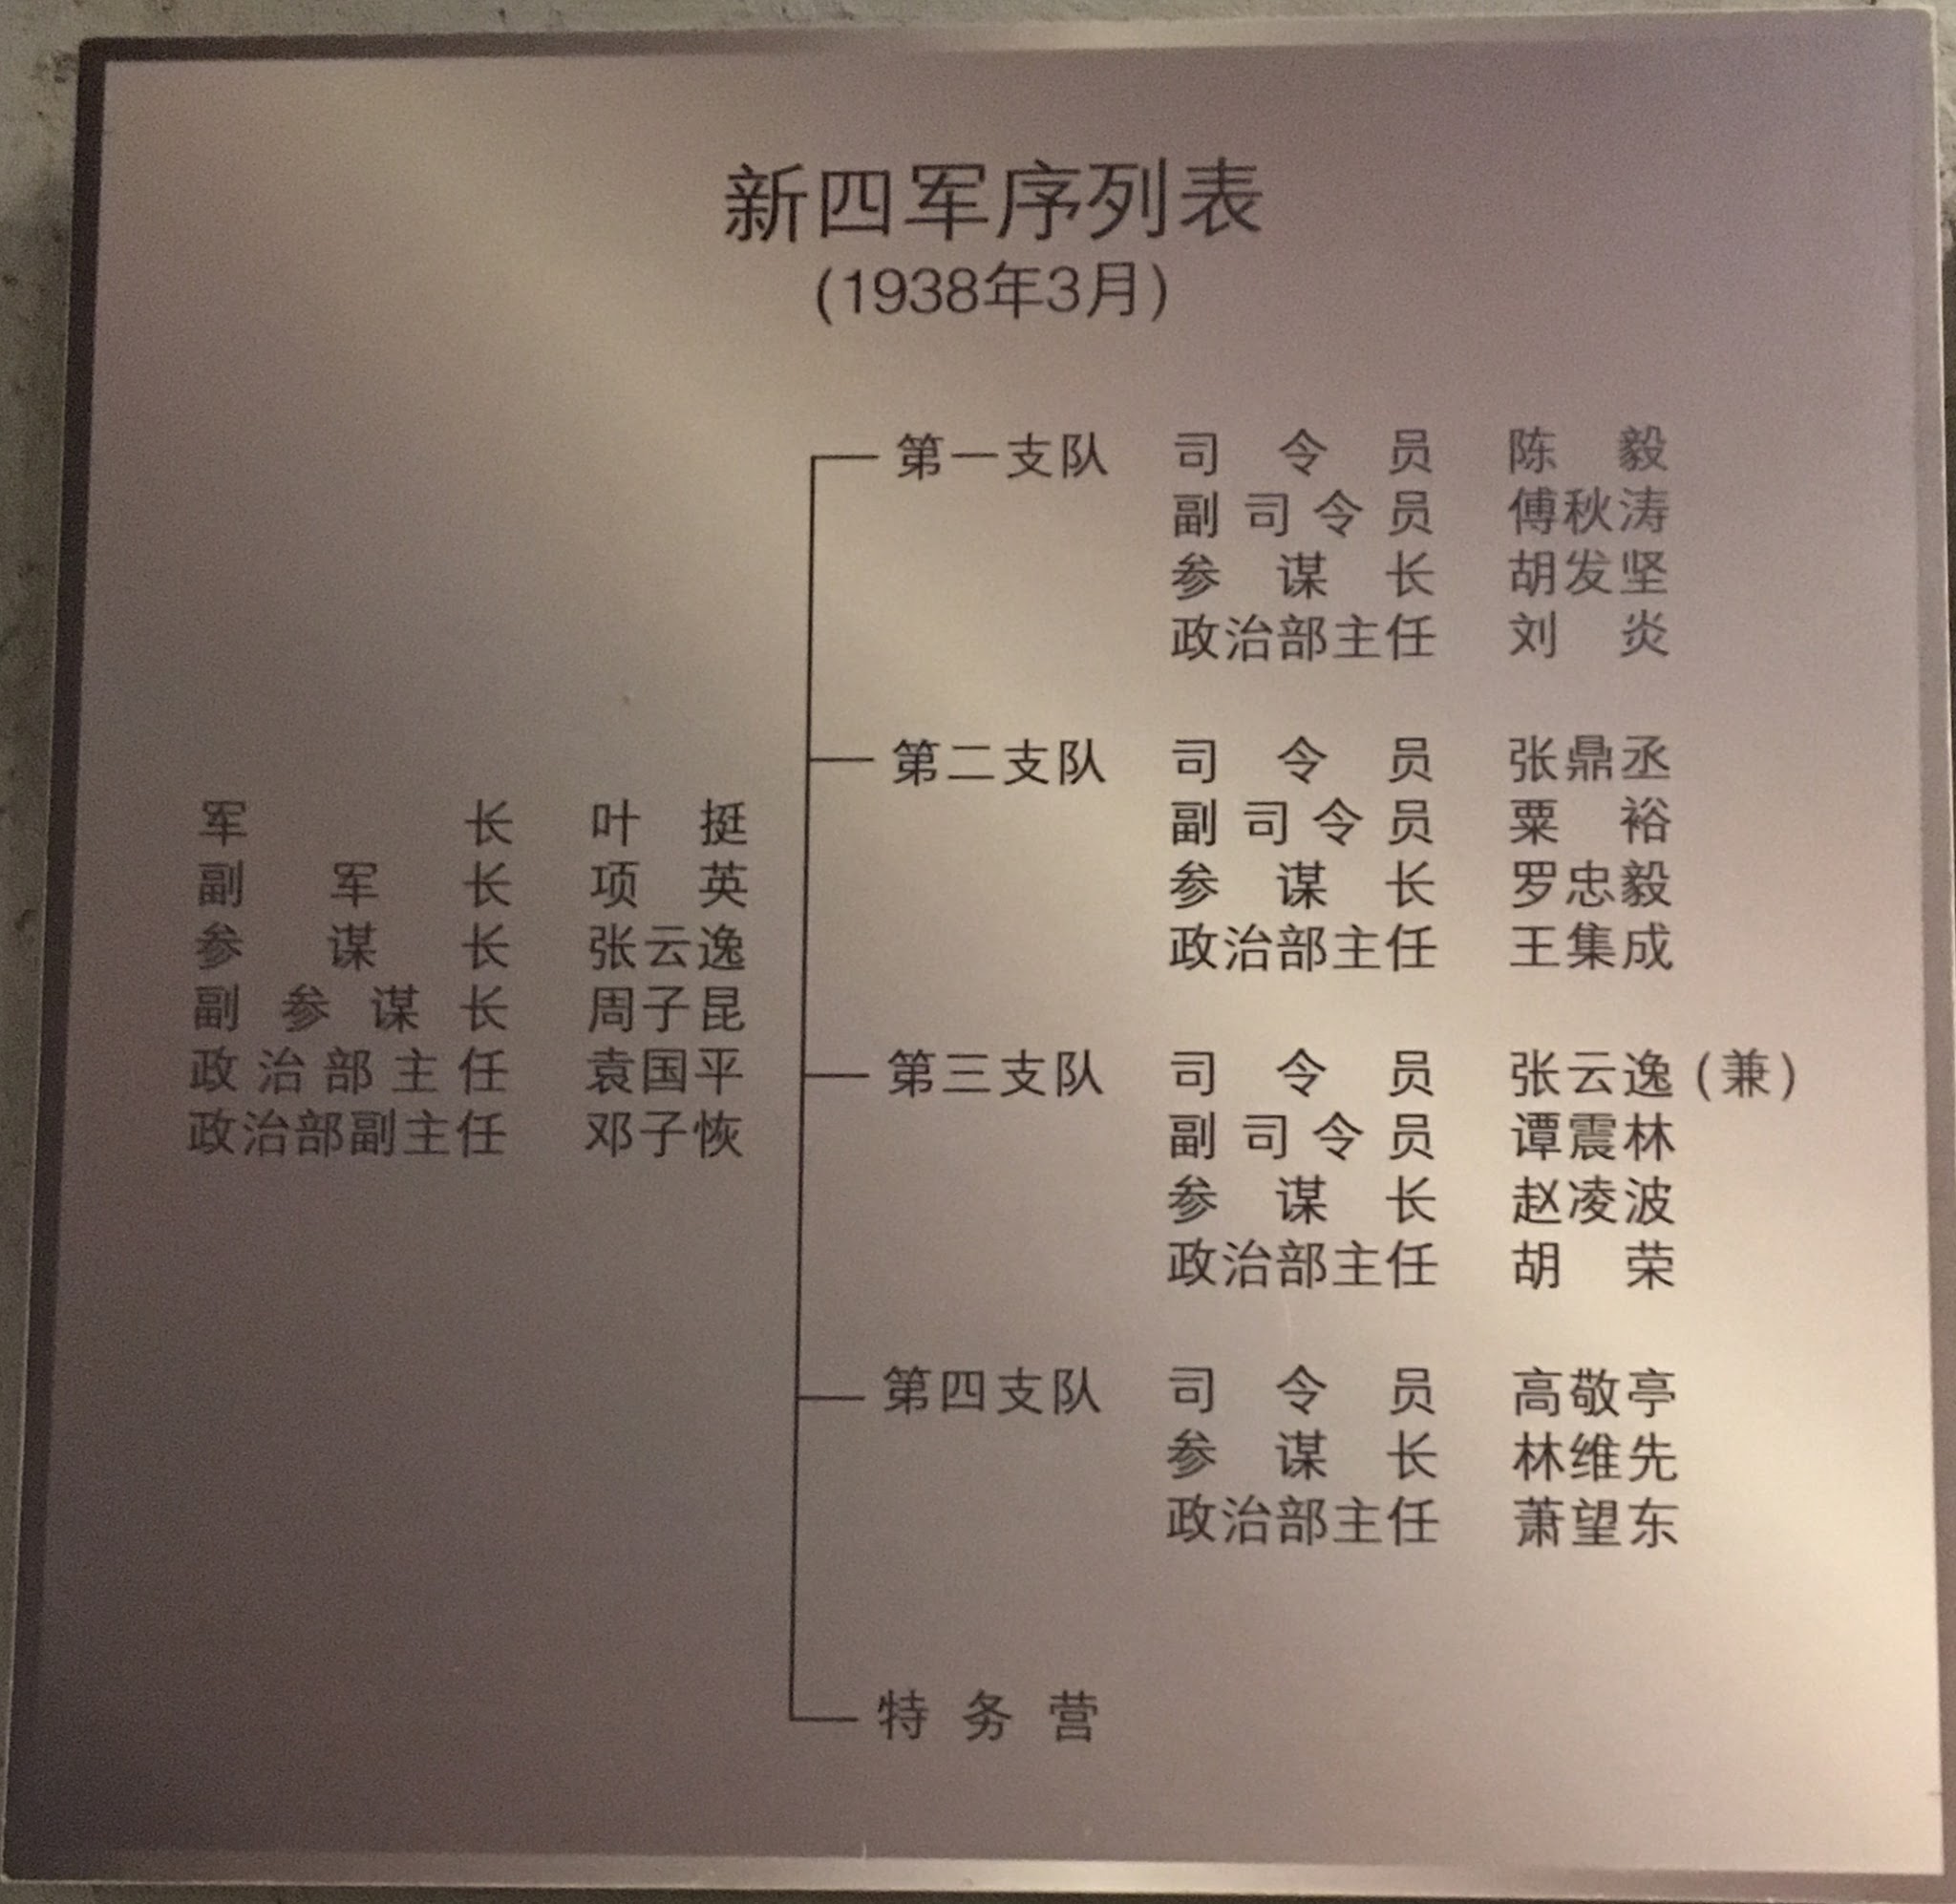 新四军序列表
(1938年3月)
军长 叶挺
副军长 项英
参谋长 张云逸
副参谋长 周子昆
政治部主任 袁国平
政治部副主任 邓子恢
第一支队 司令员 陈毅
副司令员 傅秋涛
参谋长 胡发坚
政治部主任 刘炎
第二支队 司令员 张鼎丞
副司令员 粟裕
参谋长 罗忠毅
政治部主任 王集成
第三支队 司令员 张云逸(兼)
副司令员 谭震林
参谋长 赵凌波
政治部主任 胡荣
第四支队 司令员 高敬亭
参谋长 林维先
政治部主任 萧望东
特务营